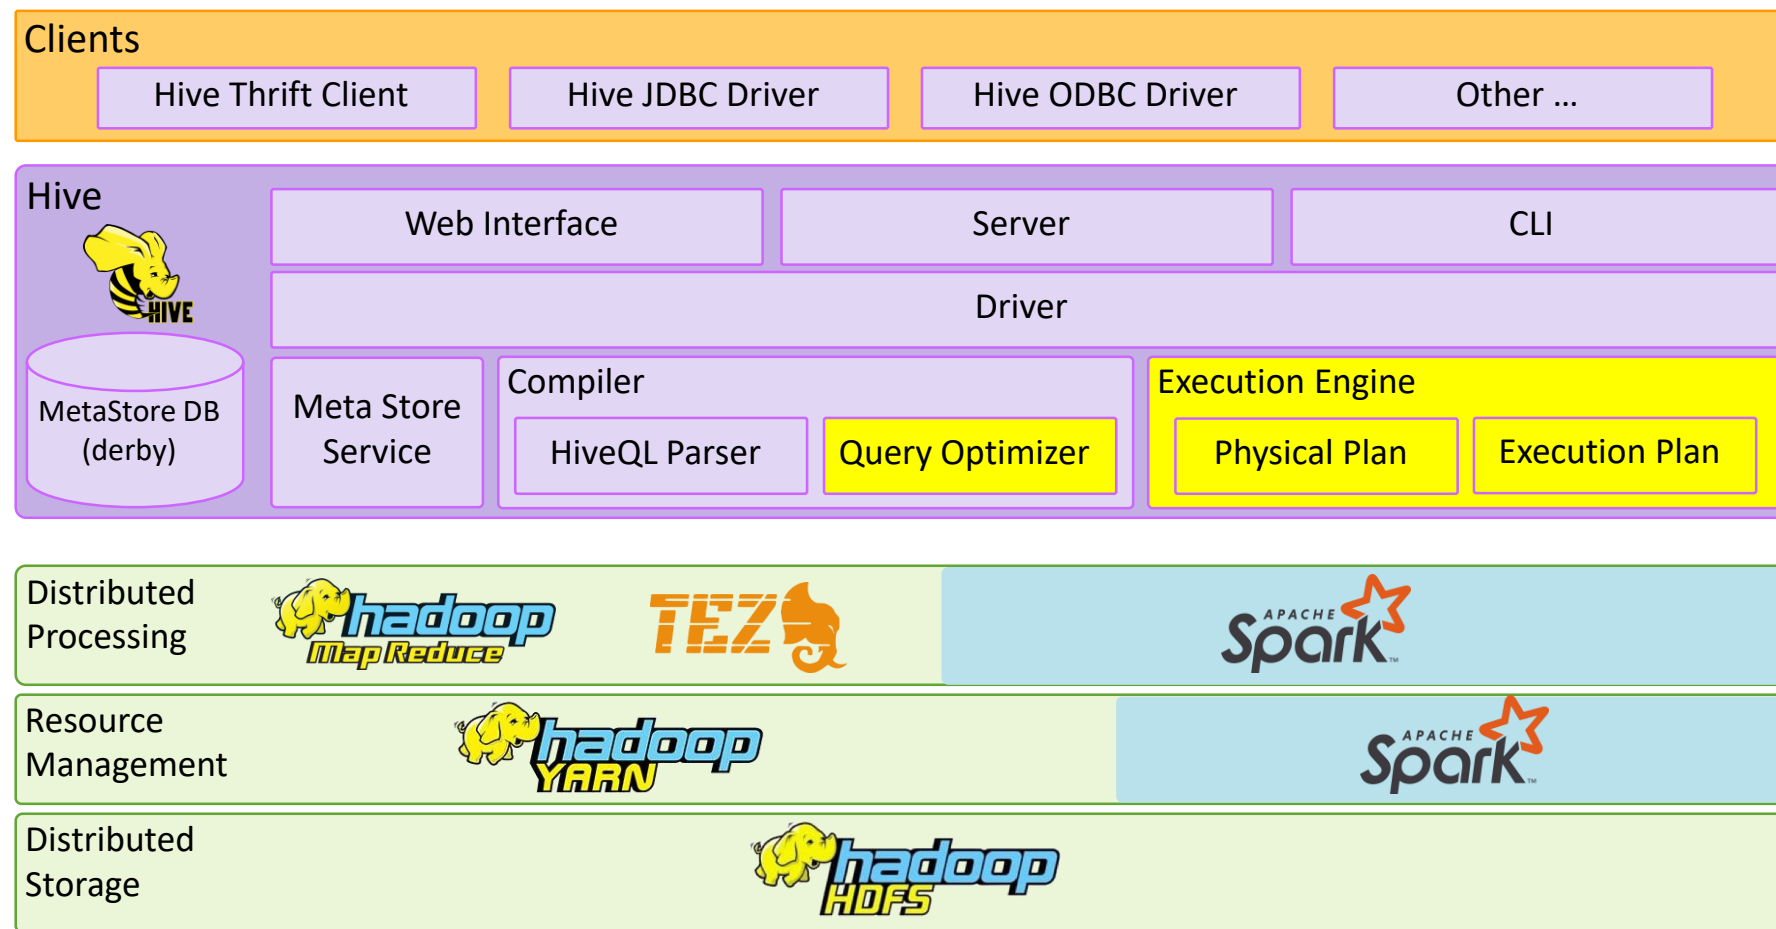 Clients
Hive Thrift Client
Hive JDBC Driver
Hive ODBC Driver
Other ...
Hive
HIVE
Web Interface
Server
CLI
Driver
MetaStore DB
(derby)
Meta Store
Service
Compiler
HiveQL Parser
Query Optimizer
Execution Engine
Physical Plan
Execution Plan
Distributed
Processing
hadoop
Map Reduce
TEZ
APACHE
Spark™
Resource
Management
hadoop
YARN
APACHE
Spark™
Distributed
Storage
hadoop
HDFS